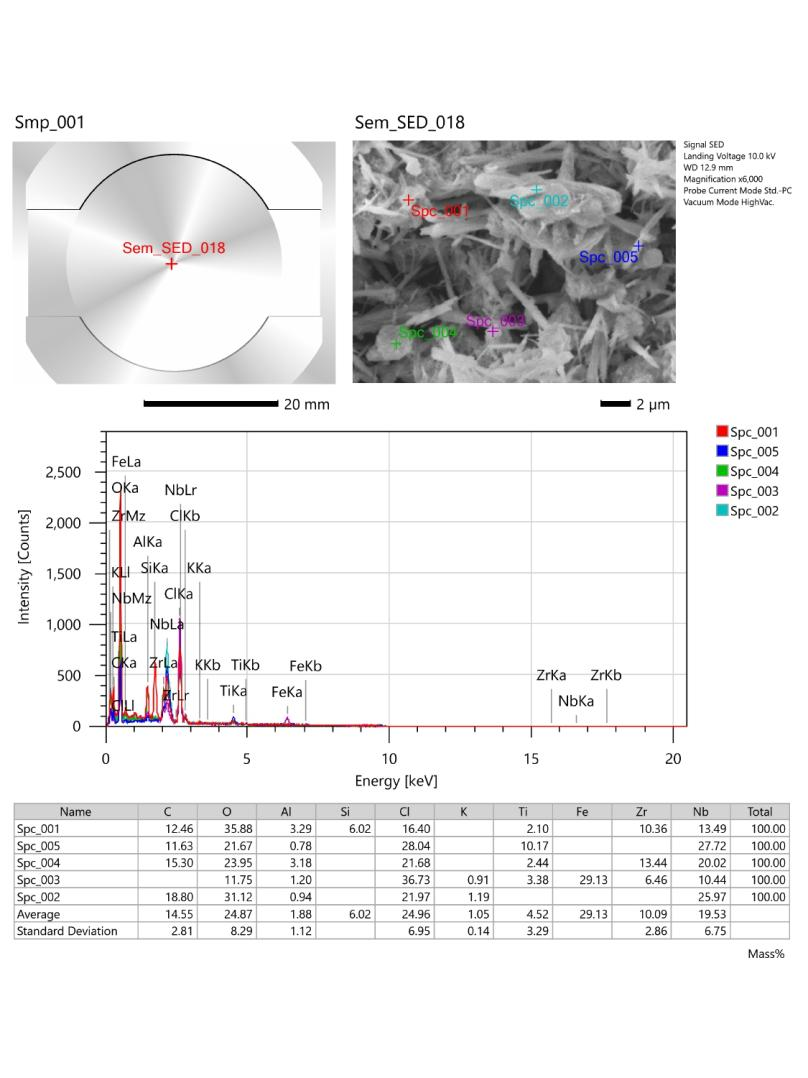 Smp_001
Sem_SED_018
Signal SED
Landing Voltage 10.0 kV
WD 12.9 mm
Magnification x6,000
Probe Current Mode Std.-PC
Vacuum Mode HighVac.
Sem_SED_018
Spc_001
Spc_002
Spc_005
Spc_003
Spc_004
20 mm
2 µm
Intensity [Counts]
2,500
2,000
1,500
1,000
500
0
FeLa
OKa
NbLr
ZrMz
ClKb
AlKa
KLl
SiKa
KKa
NbMz
ClKa
TiLa
NbLa
CKa
ZrLa
KKb
TiKb
FeKb
ZrLr
TiKa
FeKa
ZrKa
ZrKb
NbKa
0 5 10 15 20
Energy [keV]
Spc_001
Spc_005
Spc_004
Spc_003
Spc_002
Name C O Al Si Cl K Ti Fe Zr Nb Total
Spc_001 12.46 35.88 3.29 6.02 16.40 2.10 10.36 13.49 100.00
Spc_005 11.63 21.67 0.78 28.04 10.17 27.72 100.00
Spc_004 15.30 23.95 3.18 21.68 2.44 13.44 20.02 100.00
Spc_003 11.75 1.20 36.73 0.91 3.38 29.13 6.46 10.44 100.00
Spc_002 18.80 31.12 0.94 21.97 1.19 25.97 100.00
Average 14.55 24.87 1.88 6.02 24.96 1.05 4.52 29.13 10.09 19.53
Standard Deviation 2.81 8.29 1.12 6.95 0.14 3.29 2.86 6.75
Mass%